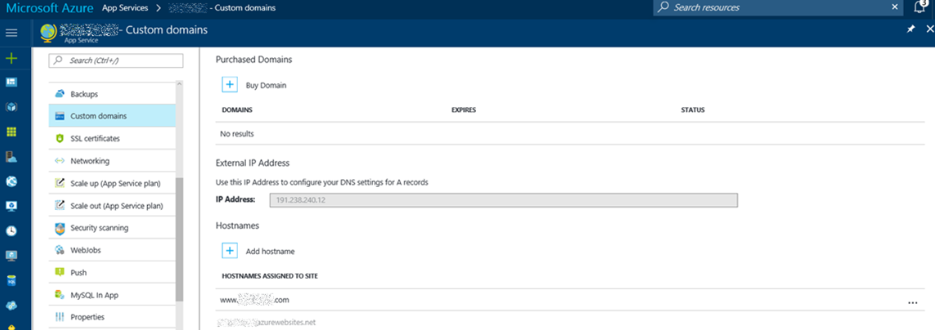 Microsoft Azure App Services > - Custom domains
Search resources
3
- Custom domains
App Service
Search (Ctrl+/)
Backups
Custom domains
SSL certificates
Networking
Scale up (App Service plan)
Scale out (App Service plan)
Security scanning
WebJobs
Push
MySQL In App
Properties
Purchased Domains
Buy Domain
DOMAINS EXPIRES STATUS
No results
External IP Address
Use this IP Address to configure your DNS settings for A records
IP Address: 191.238.240.12
Hostnames
Add hostname
HOSTNAMES ASSIGNED TO SITE
www. .com ...
azurewebsites.net